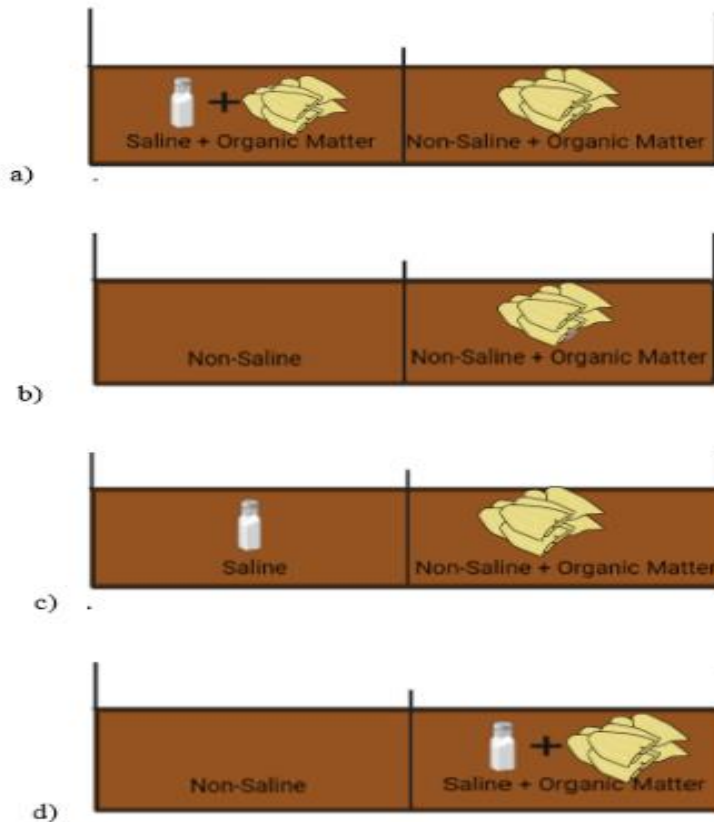 Saline + Organic Matter Non-Saline + Organic Matter
a)
Non-Saline Non-Saline + Organic Matter
b)
Saline Non-Saline + Organic Matter
c)
Non-Saline Saline + Organic Matter
d)